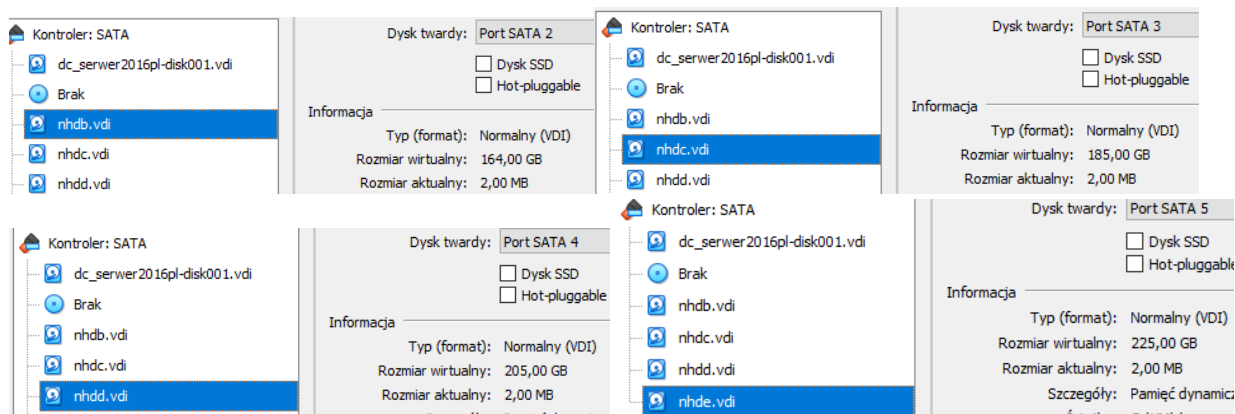 Kontroler: SATA
dc_serwer2016pl-disk001.vdi
Brak
nhdb.vdi
nhdc.vdi
nhdd.vdi
Dysk twardy: Port SATA 2
Dysk SSD
Hot-pluggable
Informacja
Typ (format): Normalny (VDI)
Rozmiar wirtualny: 164,00 GB
Rozmiar aktualny: 2,00 MB
Kontroler: SATA
dc_serwer2016pl-disk001.vdi
Brak
nhdb.vdi
nhdc.vdi
nhdd.vdi
Dysk twardy: Port SATA 3
Dysk SSD
Hot-pluggable
Informacja
Typ (format): Normalny (VDI)
Rozmiar wirtualny: 185,00 GB
Rozmiar aktualny: 2,00 MB
Kontroler: SATA
dc_serwer2016pl-disk001.vdi
Brak
nhdb.vdi
nhdc.vdi
nhdd.vdi
Dysk twardy: Port SATA 4
Dysk SSD
Hot-pluggable
Informacja
Typ (format): Normalny (VDI)
Rozmiar wirtualny: 205,00 GB
Rozmiar aktualny: 2,00 MB
Kontroler: SATA
dc_serwer2016pl-disk001.vdi
Brak
nhdb.vdi
nhdc.vdi
nhdd.vdi
nhde.vdi
Dysk twardy: Port SATA 5
Dysk SSD
Hot-pluggable
Informacja
Typ (format): Normalny (VDI)
Rozmiar wirtualny: 225,00 GB
Rozmiar aktualny: 2,00 MB
Szczegóły: Pamięć dynamicz